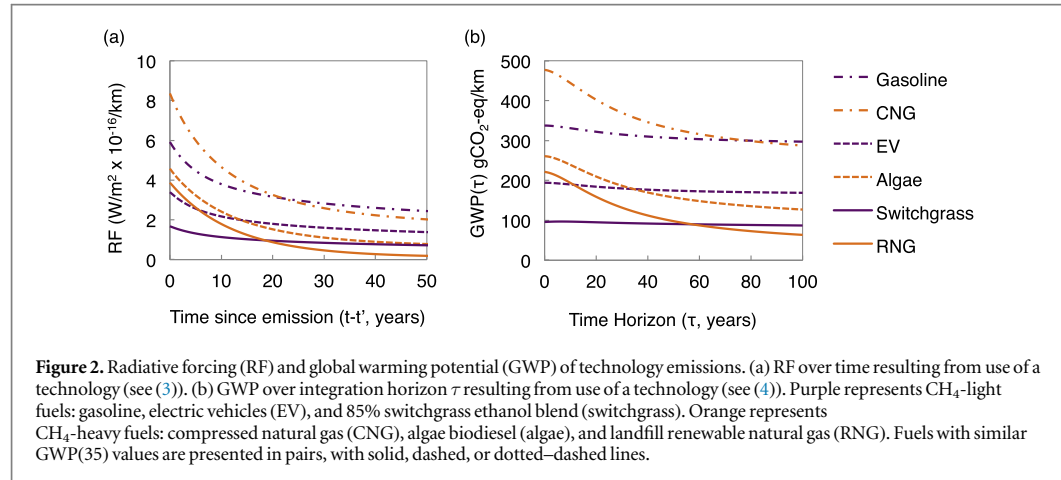 (a)
10
8
6
4
2
0
RF (W/m² x 10⁻¹⁶/km)
0 10 20 30 40 50
Time since emission (t-t’, years)
(b)
500
400
300
200
100
0
GWP(τ) gCO₂-eq/km
0 20 40 60 80 100
Time Horizon (τ, years)
Gasoline
CNG
EV
Algae
Switchgrass
RNG
Figure 2. Radiative forcing (RF) and global warming potential (GWP) of technology emissions. (a) RF over time resulting from use of a
technology (see (3)). (b) GWP over integration horizon τ resulting from use of a technology (see (4)). Purple represents CH₄-light
fuels: gasoline, electric vehicles (EV), and 85% switchgrass ethanol blend (switchgrass). Orange represents
CH₄-heavy fuels: compressed natural gas (CNG), algae biodiesel (algae), and landfill renewable natural gas (RNG). Fuels with similar
GWP(35) values are presented in pairs, with solid, dashed, or dotted–dashed lines.